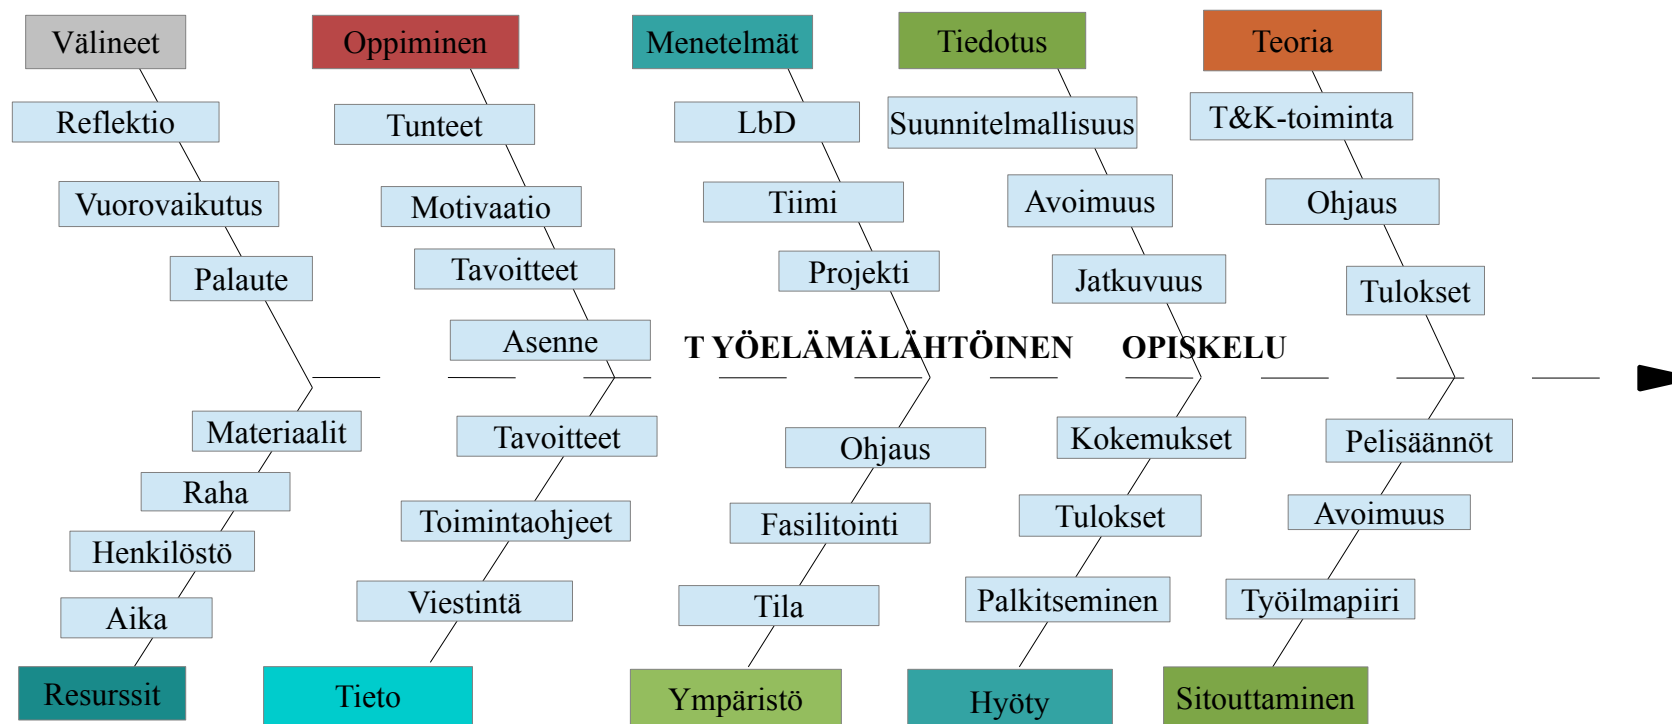 Välineet
Oppiminen
Menetelmät
Tiedotus
Teoria
Reflektio
Tunteet
LbD
Suunnitelmallisuus
T&K-toiminta
Vuorovaikutus
Motivaatio
Tiimi
Avoimuus
Ohjaus
Palaute
Tavoitteet
Projekti
Jatkuvuus
Tulokset
Asenne
T YÖELÄMÄLÄHTÖINEN OPISKELU
Materiaalit
Tavoitteet
Ohjaus
Kokemukset
Pelisäännöt
Raha
Toimintaohjeet
Fasilitointi
Tulokset
Avoimuus
Henkilöstö
Viestintä
Tila
Palkitseminen
Työilmapiiri
Aika
Resurssit
Tieto
Ympäristö
Hyöty
Sitouttaminen